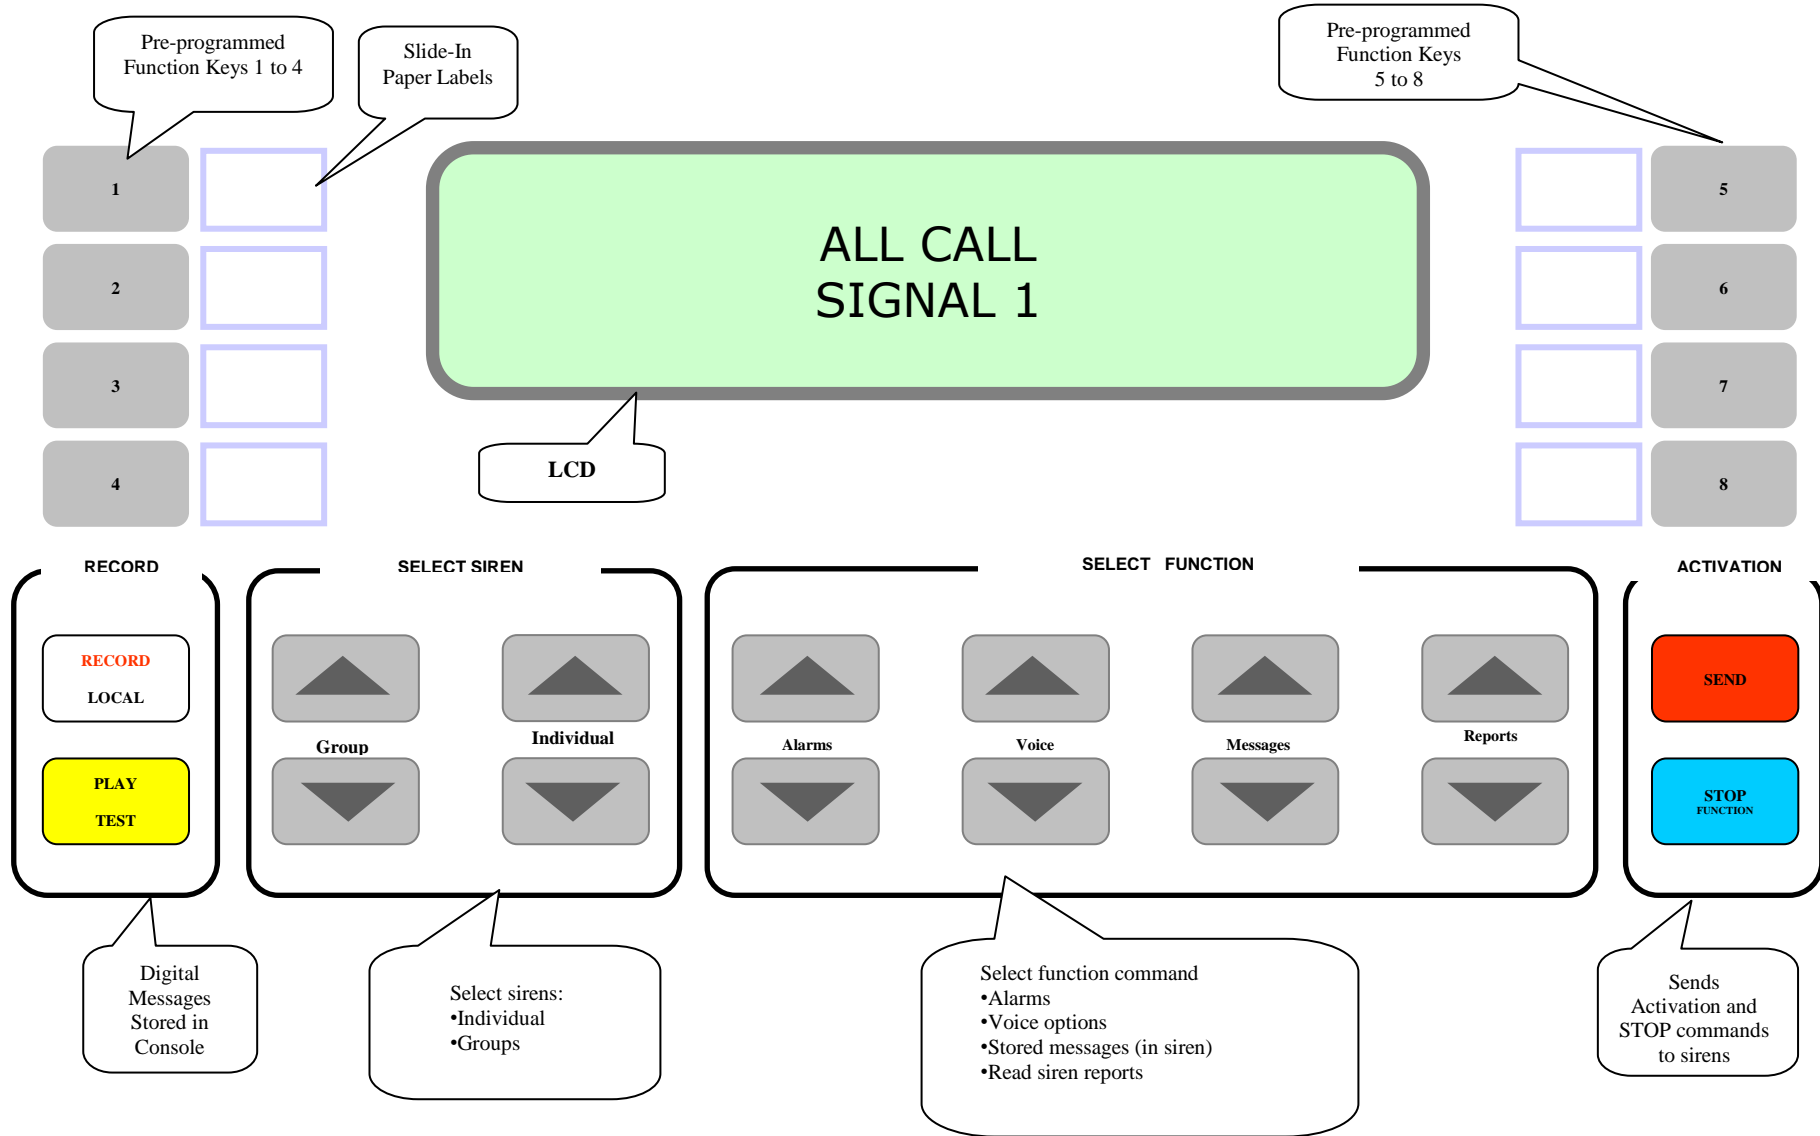 Pre-programmed
Function Keys 1 to 4
Slide-In
Paper Labels
Pre-programmed
Function Keys
5 to 8
1
2
3
4
ALL CALL
SIGNAL 1
LCD
5
6
7
8
RECORD
SELECT SIREN
SELECT FUNCTION
ACTIVATION
RECORD
LOCAL
PLAY
TEST
Group
Individual
Alarms
Voice
Messages
Reports
SEND
STOP
FUNCTION
Digital
Messages
Stored in
Console
Select sirens:
•Individual
•Groups
Select function command
•Alarms
•Voice options
•Stored messages (in siren)
•Read siren reports
Sends
Activation and
STOP commands
to sirens